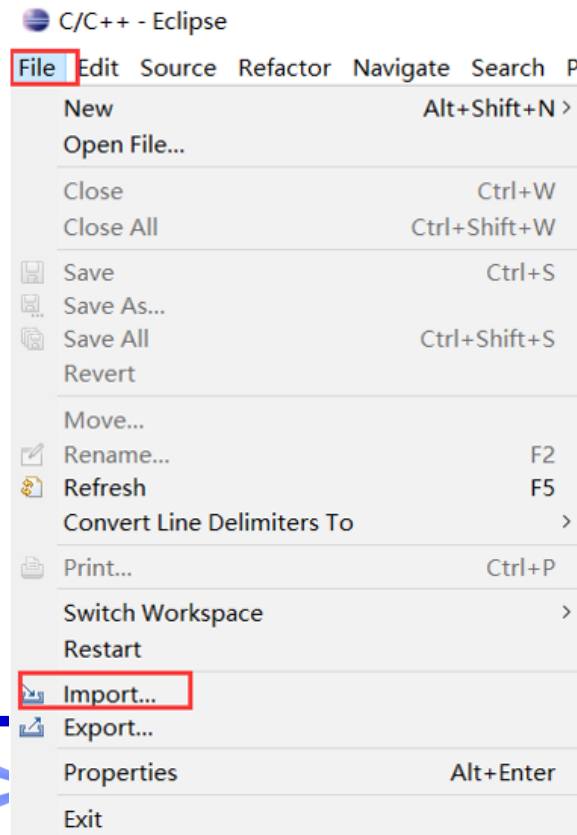 C/C++ - Eclipse
File Edit Source Refactor Navigate Search
New Alt+Shift+N >
Open File...
Close Ctrl+W
Close All Ctrl+Shift+W
Save Ctrl+S
Save As...
Save All Ctrl+Shift+S
Revert
Move...
Rename... F2
Refresh F5
Convert Line Delimiters To >
Print... Ctrl+P
Switch Workspace >
Restart
Import...
Export...
Properties Alt+Enter
Exit